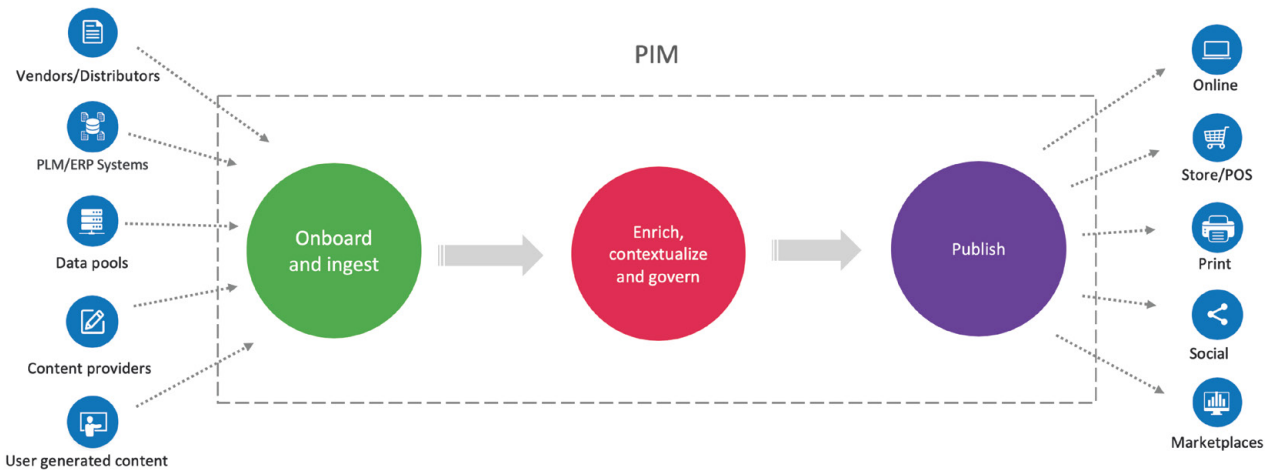 PIM
Vendors/Distributors
PLM/ERP Systems
Data pools
Content providers
User generated content
Onboard
and ingest
Enrich,
contextualize
and govern
Publish
Online
Store/POS
Print
Social
Marketplaces